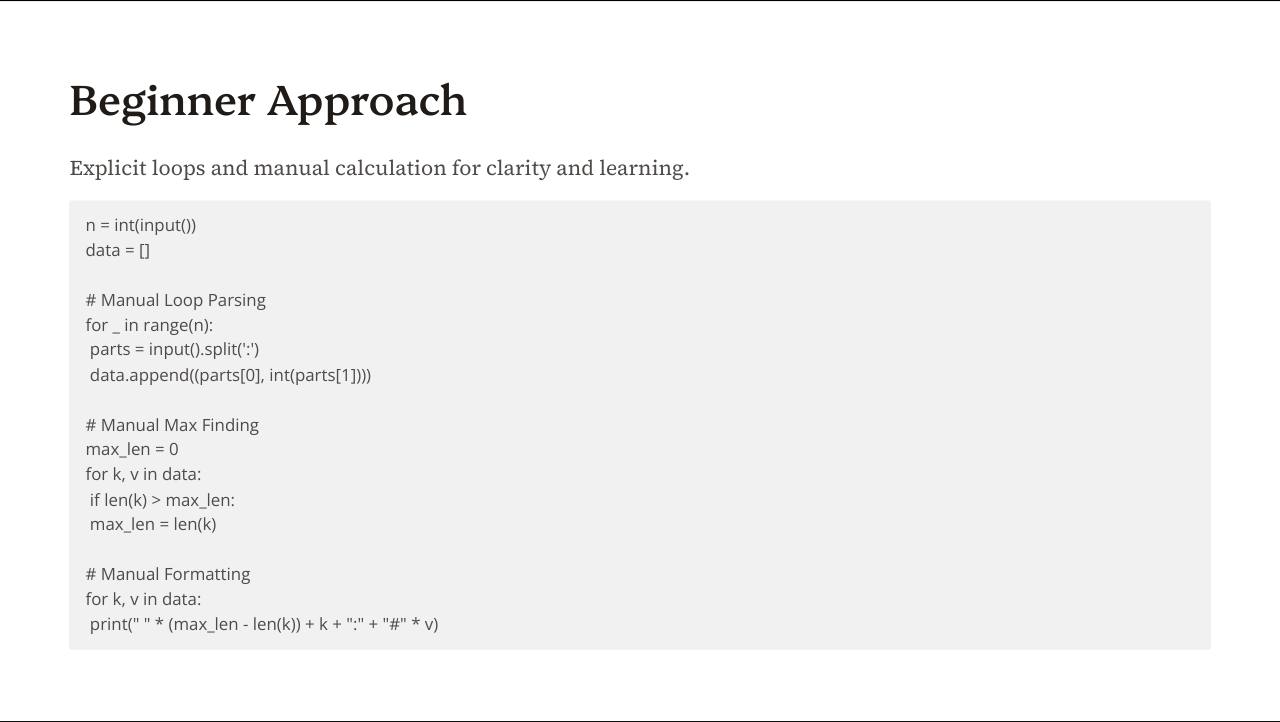 Beginner Approach
Explicit loops and manual calculation for clarity and learning.
n = int(input())
data = []
# Manual Loop Parsing
for _ in range(n):
 parts = input().split(':')
 data.append((parts[0], int(parts[1])))
# Manual Max Finding
max_len = 0
for k, v in data:
 if len(k) > max_len:
 max_len = len(k)
# Manual Formatting
for k, v in data:
 print(" " * (max_len - len(k)) + k + ":" + "#" * v)